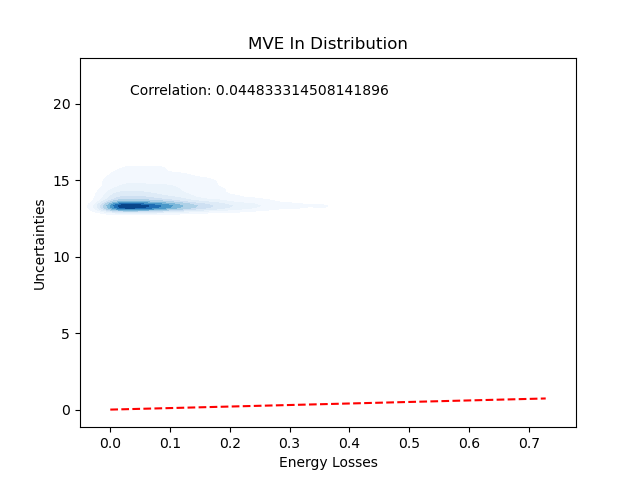 MVE In Distribution
Correlation: 0.044833314508141896
20
15
10
5
0
Uncertainties
0.0 0.1 0.2 0.3 0.4 0.5 0.6 0.7
Energy Losses